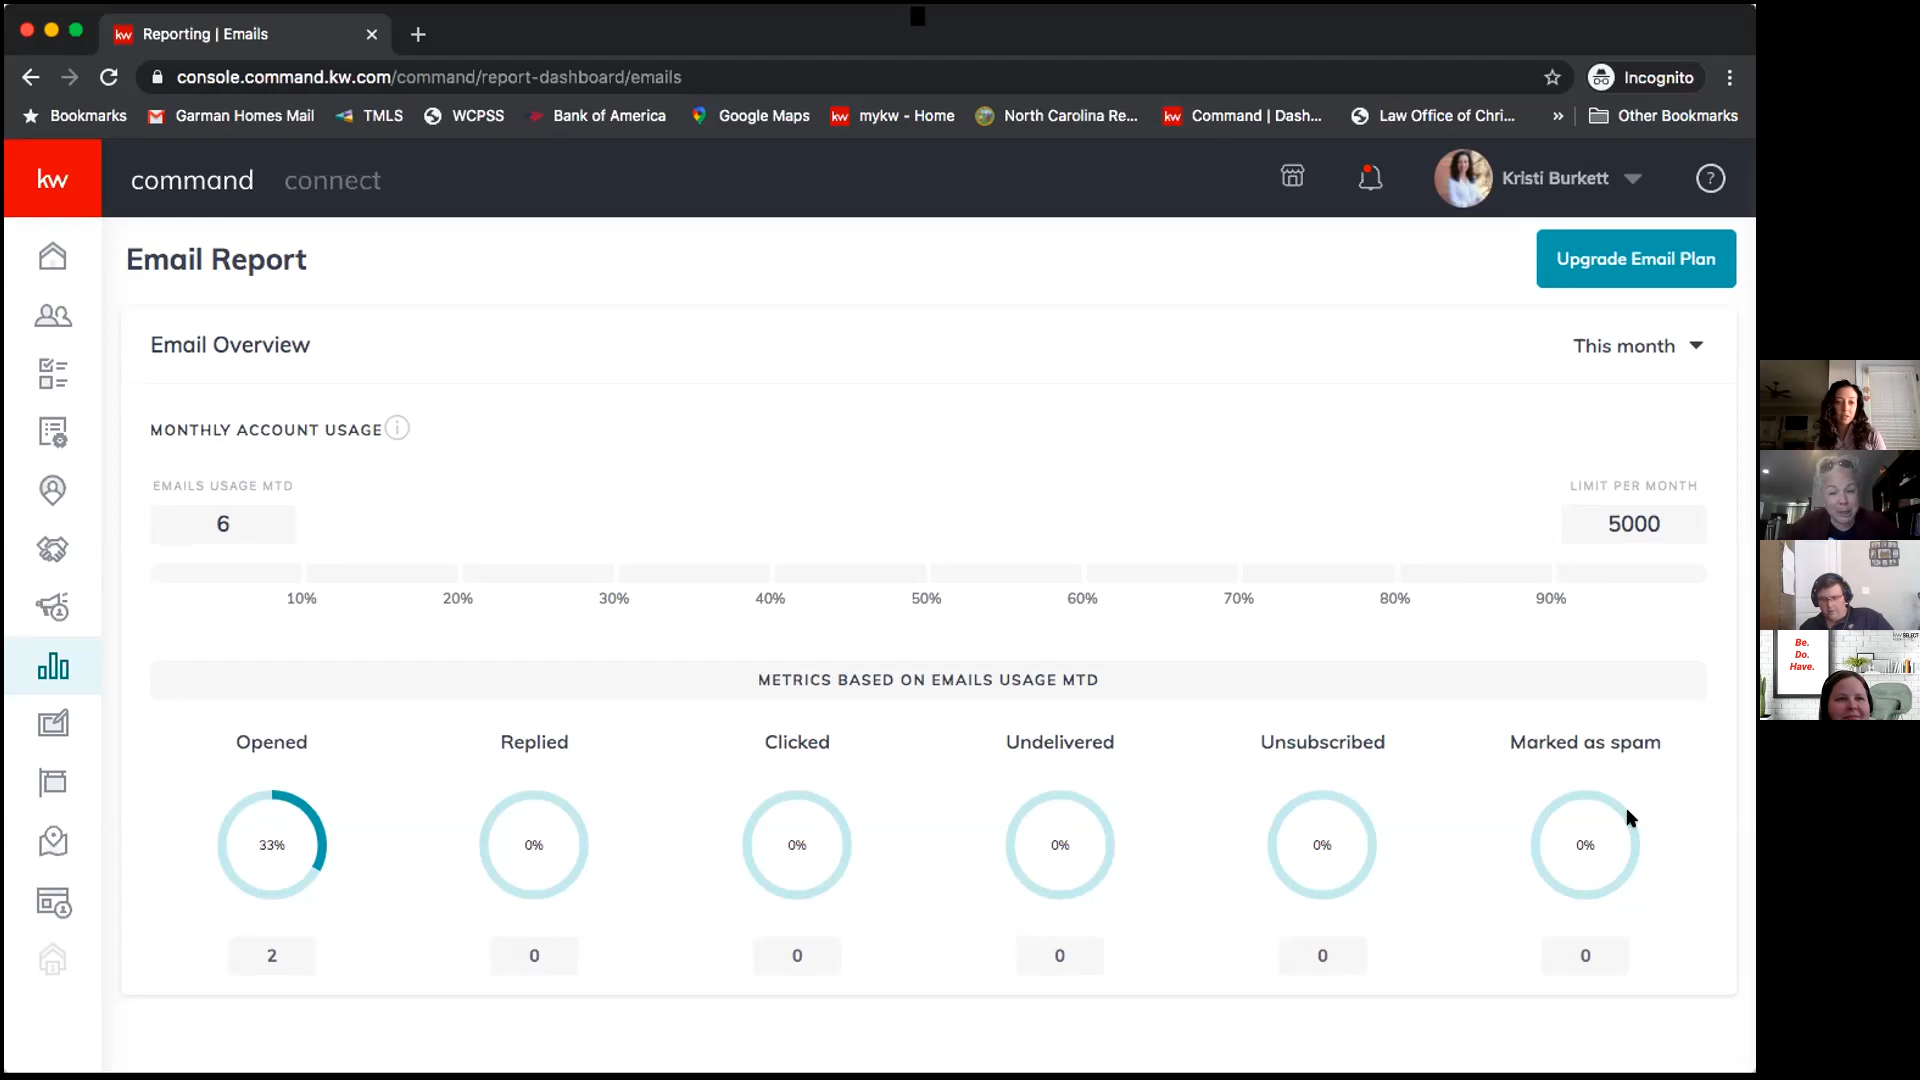 kw Reporting | Emails
console.command.kw.com/command/report-dashboard/emails
Incognito
Bookmarks Garman Homes Mail TMLS WCPSS Bank of America Google Maps kw mykw - Home North Carolina Re... kw Command | Dash... Law Office of Chri... » Other Bookmarks
kw command connect Kristi Burkett ?
Email Report Upgrade Email Plan
Email Overview This month
MONTHLY ACCOUNT USAGE i
EMAILS USAGE MTD LIMIT PER MONTH
6 5000
10% 20% 30% 40% 50% 60% 70% 80% 90%
METRICS BASED ON EMAILS USAGE MTD
Opened Replied Clicked Undelivered Unsubscribed Marked as spam
33% 0% 0% 0% 0% 0%
2 0 0 0 0 0
Be.
Do.
Have.
kw SELECT